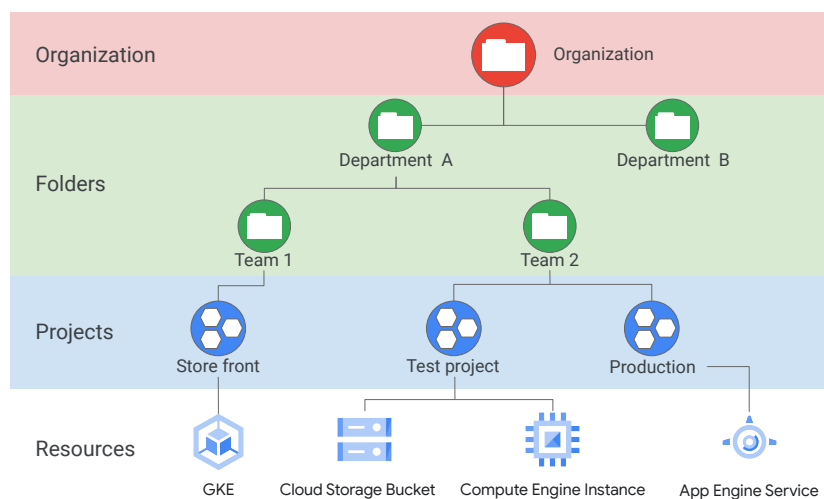 Organization
Organization
Department A
Department B
Folders
Team 1
Team 2
Projects
Store front
Test project
Production
Resources
GKE
Cloud Storage Bucket
Compute Engine Instance
App Engine Service